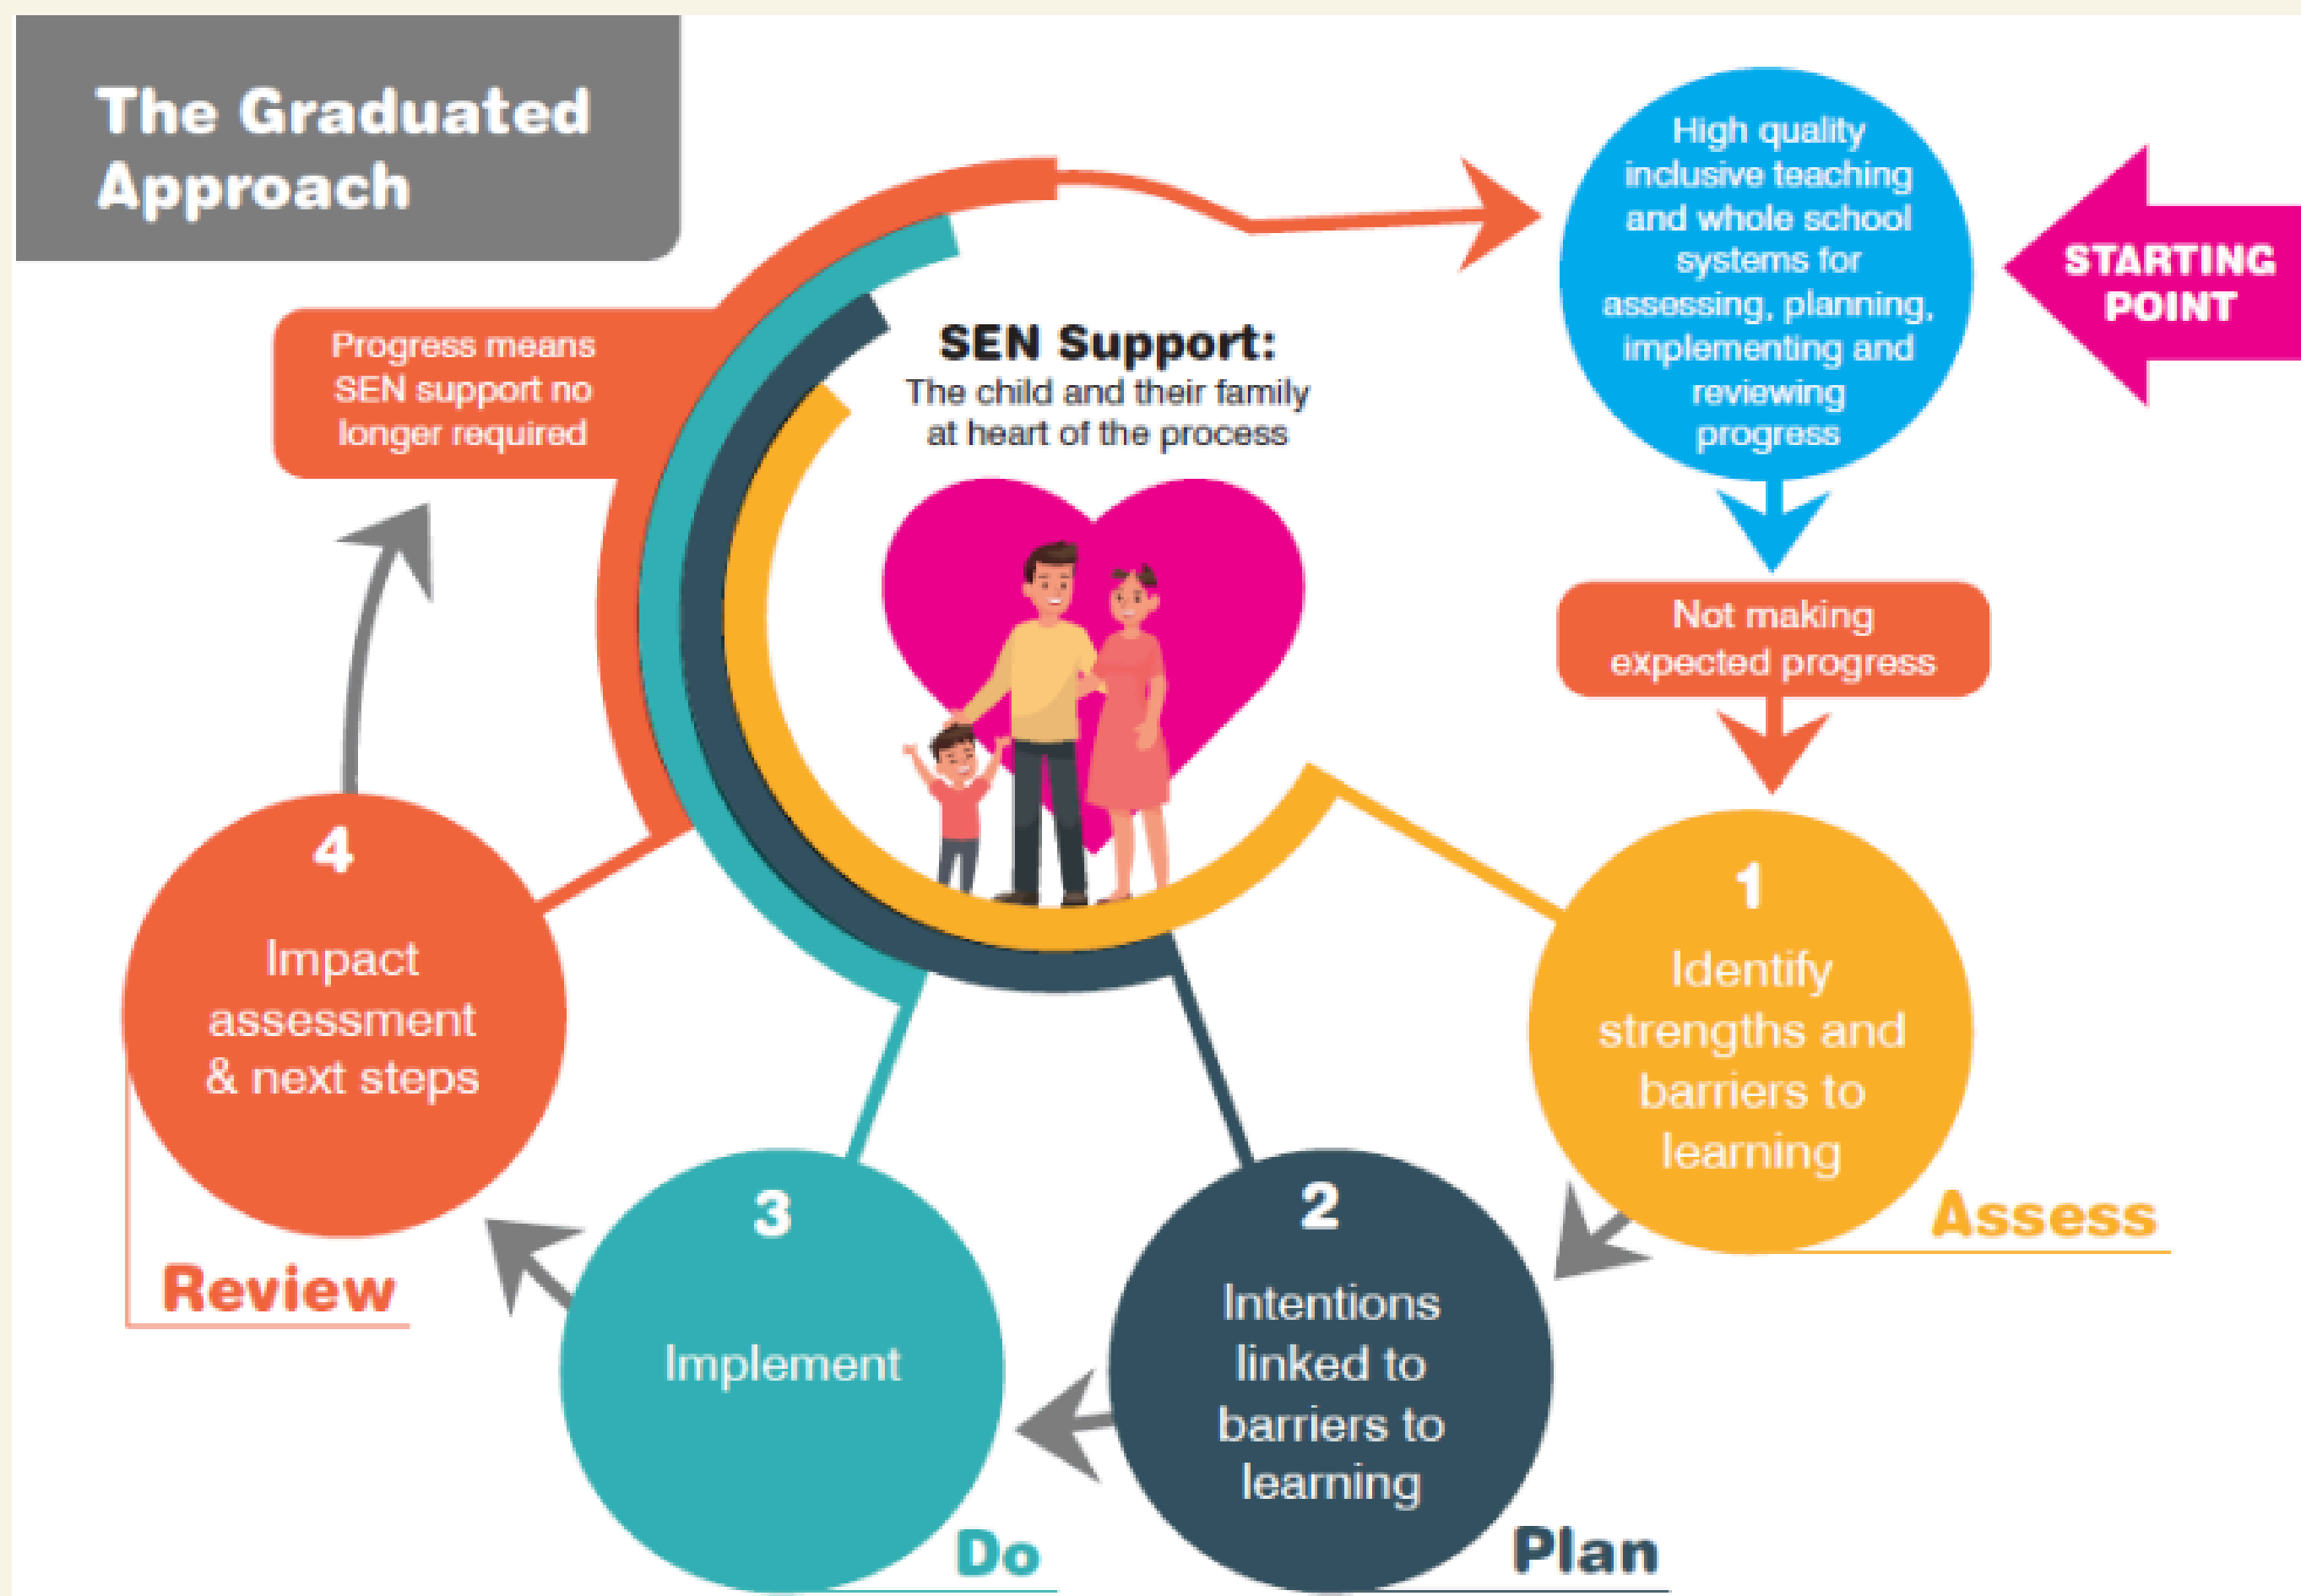 The Graduated
Approach
High quality
inclusive teaching
and whole school
systems for
assessing, planning,
implementing and
reviewing
progress
STARTING
POINT
SEN Support:
The child and their family
at heart of the process
Progress means
SEN support no
longer required
Not making
expected progress
1
Identify
strengths and
barriers to
learning
Assess
2
Intentions
linked to
barriers to
learning
Plan
3
Implement
Do
4
Impact
assessment
& next steps
Review